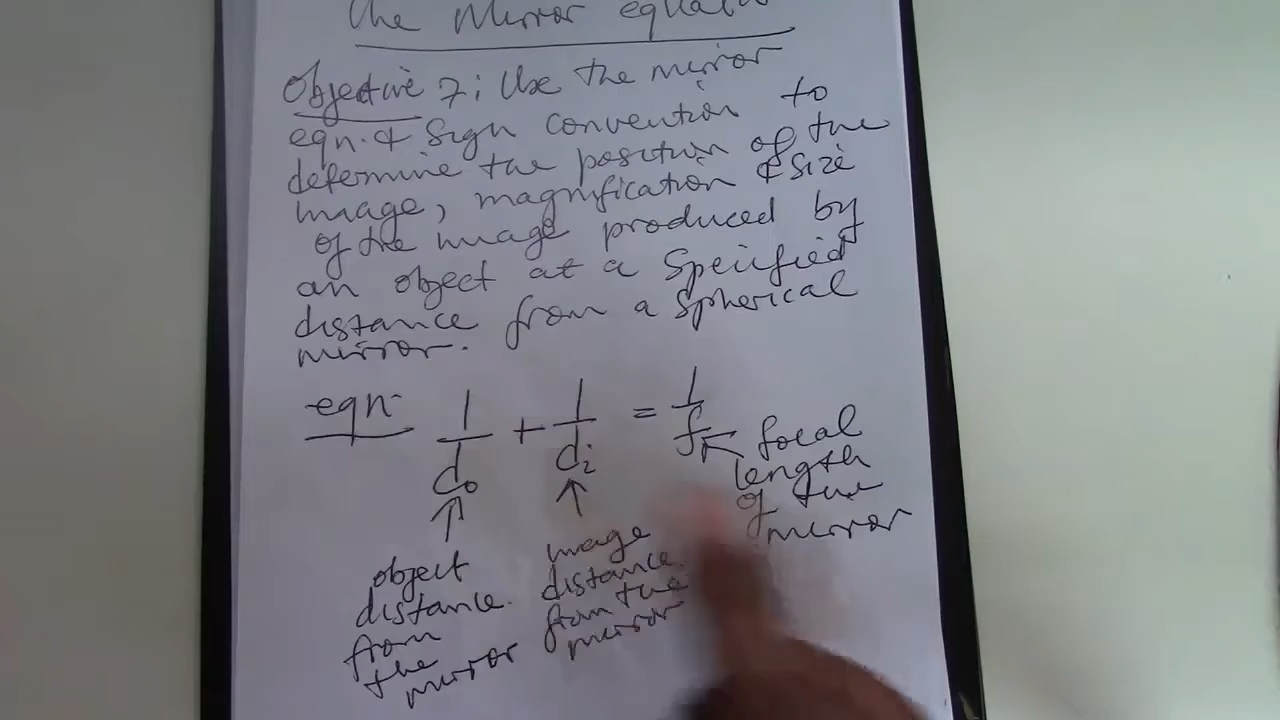 The Mirror equat
Objective 7: Use the mirror
eqn. & sign convention to
determine the position of the
image, magnification & size
of the image produced by
an object at a specified
distance from a spherical
mirror.
eqn. 1/do + 1/di = 1/f
focal
length
of the
mirror
object
distance
from
the
mirror
image
distance
from the
mirror